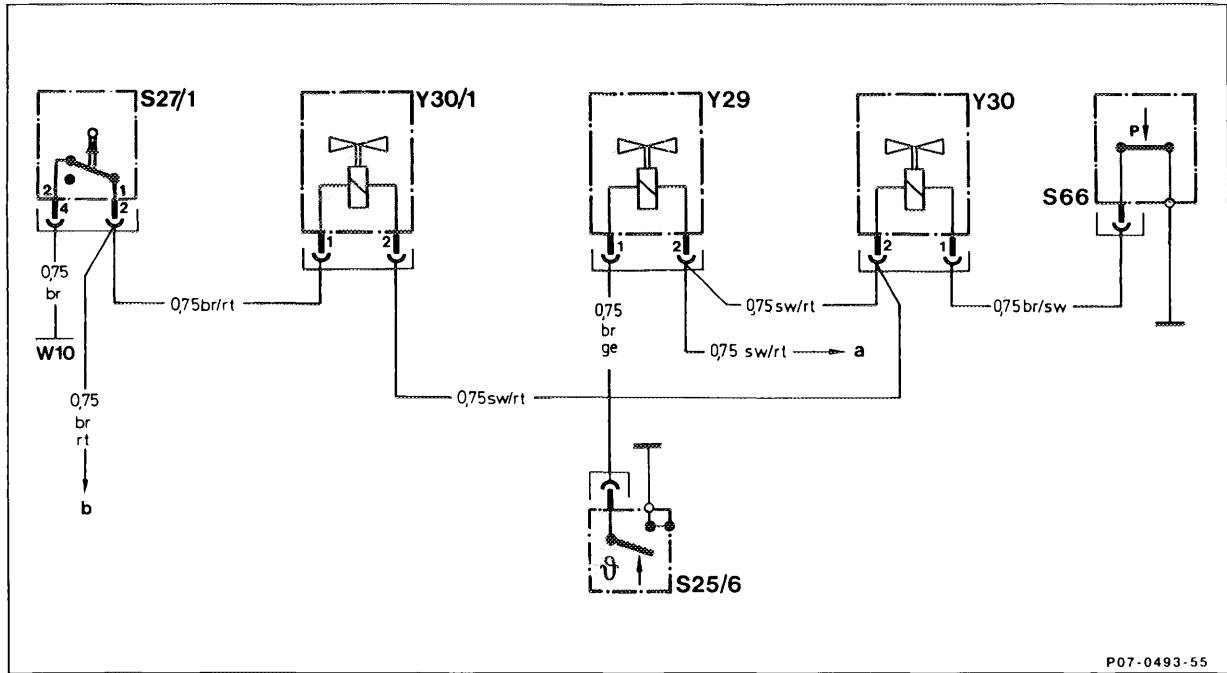 S27/1
Y30/1
Y29
Y30
P
S66
2
1
4
2
1
2
1
2
2
1
0,75
br
0,75br/rt
0,75
br
ge
0,75sw/rt
0,75br/sw
W10
0,75 sw/rt
a
0,75
br
rt
0,75sw/rt
b
ϑ
S25/6
P07-0493-55